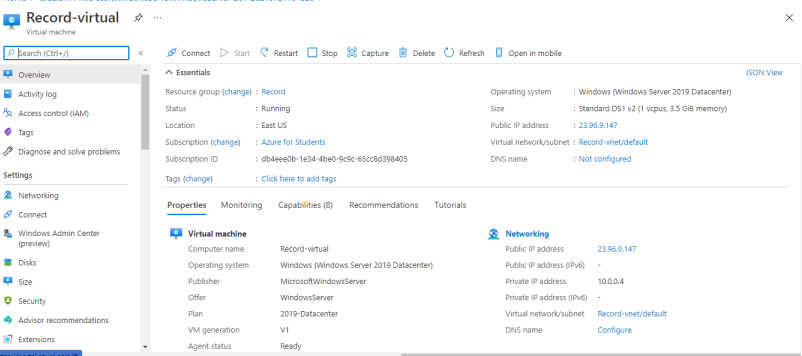 Record-virtual
Virtual machine
Search (Ctrl+/)
Connect Start Restart Stop Capture Delete Refresh Open in mobile
Overview
Activity log
Access control (IAM)
Tags
Diagnose and solve problems
Settings
Networking
Connect
Windows Admin Center (preview)
Disks
Size
Security
Advisor recommendations
Extensions
Essentials
JSON View
Resource group (change) : Record
Status : Running
Location : East US
Subscription (change) : Azure for Students
Subscription ID : db4eee0b-1e34-4be0-9c9c-65cc8d398405
Tags (change) : Click here to add tags
Operating system : Windows (Windows Server 2019 Datacenter)
Size : Standard DS1 v2 (1 vcpus, 3.5 GiB memory)
Public IP address : 23.96.9.147
Virtual network/subnet : Record-vnet/default
DNS name : Not configured
Properties Monitoring Capabilities (8) Recommendations Tutorials
Virtual machine
Computer name Record-virtual
Operating system Windows (Windows Server 2019 Datacenter)
Publisher MicrosoftWindowsServer
Offer WindowsServer
Plan 2019-Datacenter
VM generation V1
Agent status Ready
Networking
Public IP address 23.96.9.147
Public IP address (IPv6) -
Private IP address 10.0.0.4
Private IP address (IPv6) -
Virtual network/subnet Record-vnet/default
DNS name Configure